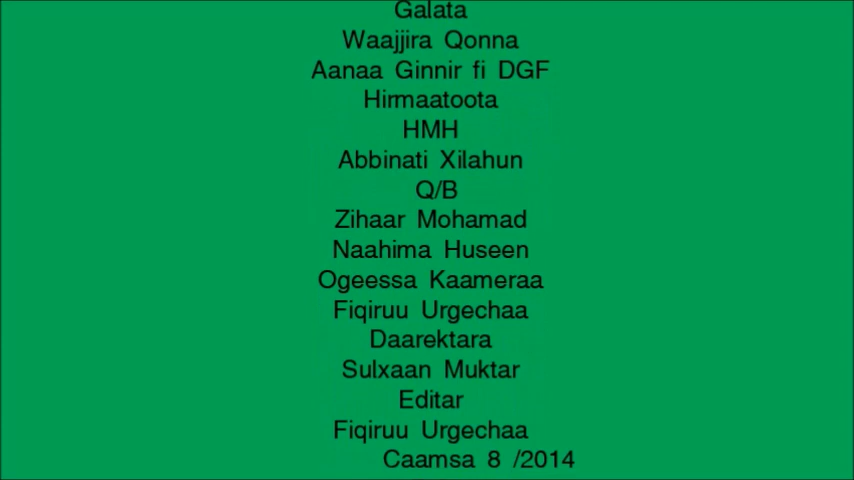 Galata
Waajjira Qonna
Aanaa Ginnir fi DGF
Hirmaatoota
HMH
Abbinati Xilahun
Q/B
Zihaar Mohamad
Naahima Huseen
Ogeessa Kaameraa
Fiqiruu Urgechaa
Daarektara
Sulxaan Muktar
Editar
Fiqiruu Urgechaa
Caamsa 8 /2014